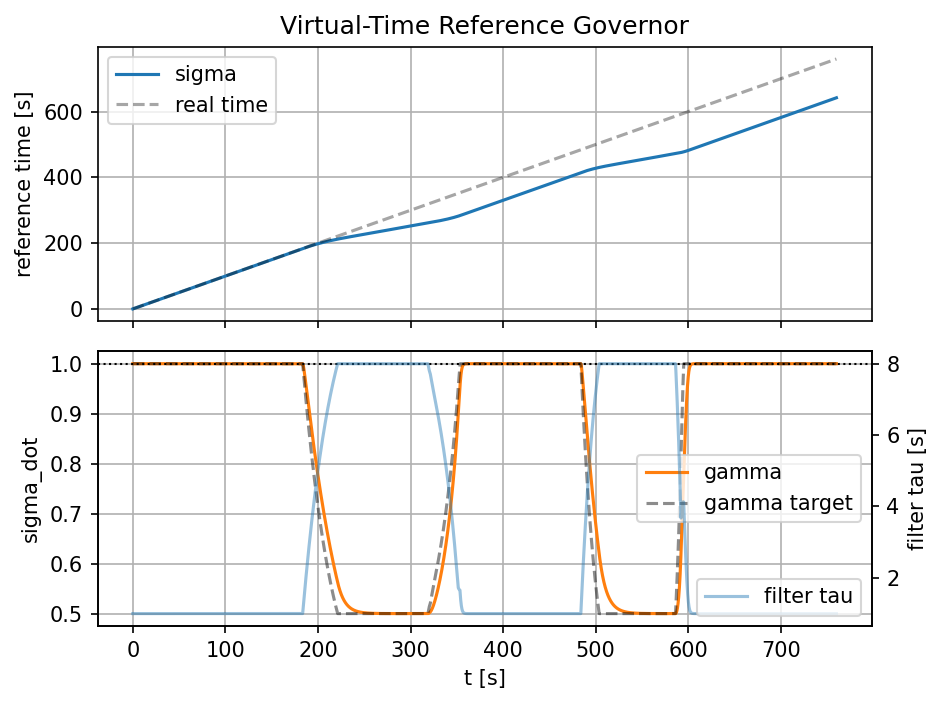 Virtual-Time Reference Governor
reference time [s]
600
400
200
0
sigma
real time
sigma_dot
1.0
0.9
0.8
0.7
0.6
0.5
gamma
gamma target
filter tau
8
6
4
2
filter tau [s]
0
100
200
300
400
500
600
700
t [s]